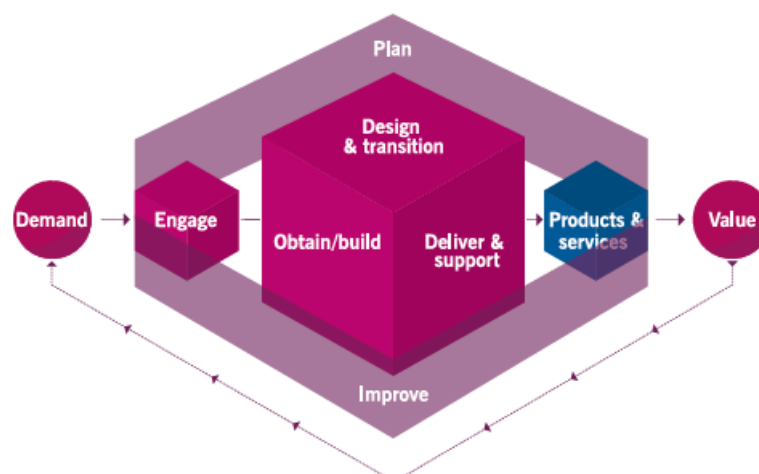 Plan
Design
& transition
Demand
Engage
Obtain/build
Deliver &
support
Products &
services
Value
Improve